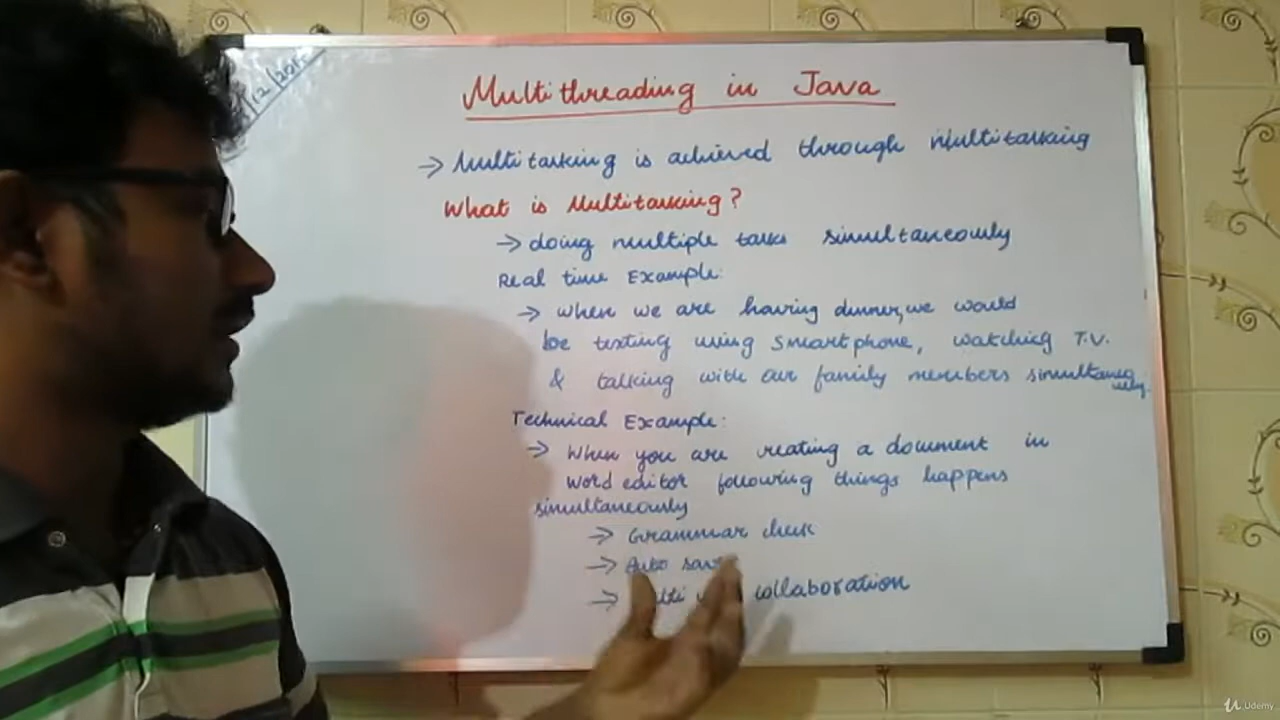 12/201
Multithreading in Java
→ Multitasking is achieved through Multitasking
What is Multitasking?
→ doing multiple tasks simultaneously
Real time Example:
→ When we are having dinner, we would
be texting using smartphone, watching T.V.
& talking with our family members simultaneously.
Technical Example:
→ When you are creating a document in
word editor following things happens
simultaneously
→ Grammar check
→ Auto save
→ collaboration
Udemy